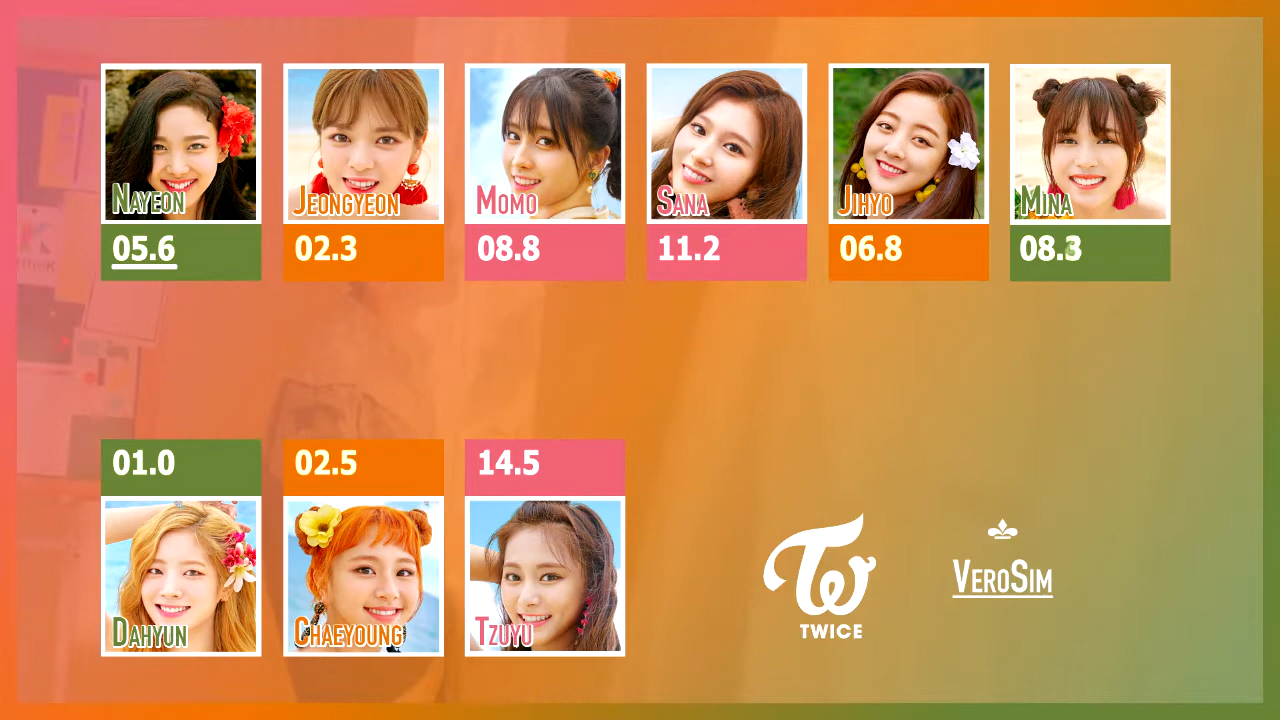 NAYEON
05.6
JEONGYEON
02.3
MOMO
08.8
SANA
11.2
JIHYO
06.8
MINA
08.3
01.0
DAHYUN
02.5
CHAEYOUNG
14.5
TZUYU
TWICE
VEROSIM